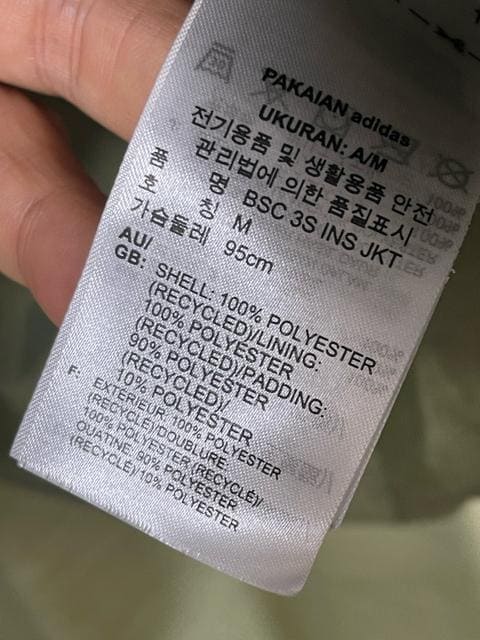 PAKAIAN adidas
UKURAN: A/M
전기용품 및 생활용품 안전
관리법에 의한 품질표시
품 명 BSC 3S INS JKT
호 칭 M
가슴둘레 95cm
AU/
GB: SHELL: 100% POLYESTER
(RECYCLED)/LINING:
100% POLYESTER
(RECYCLED)/PADDING:
90% POLYESTER
(RECYCLED)/
10% POLYESTER
F: EXTERIEUR: 100% POLYESTER
(RECYCLÉ)/DOUBLURE:
100% POLYESTER (RECYCLÉ)/
OUATINE: 90% POLYESTER
(RECYCLÉ) 10% POLYESTER